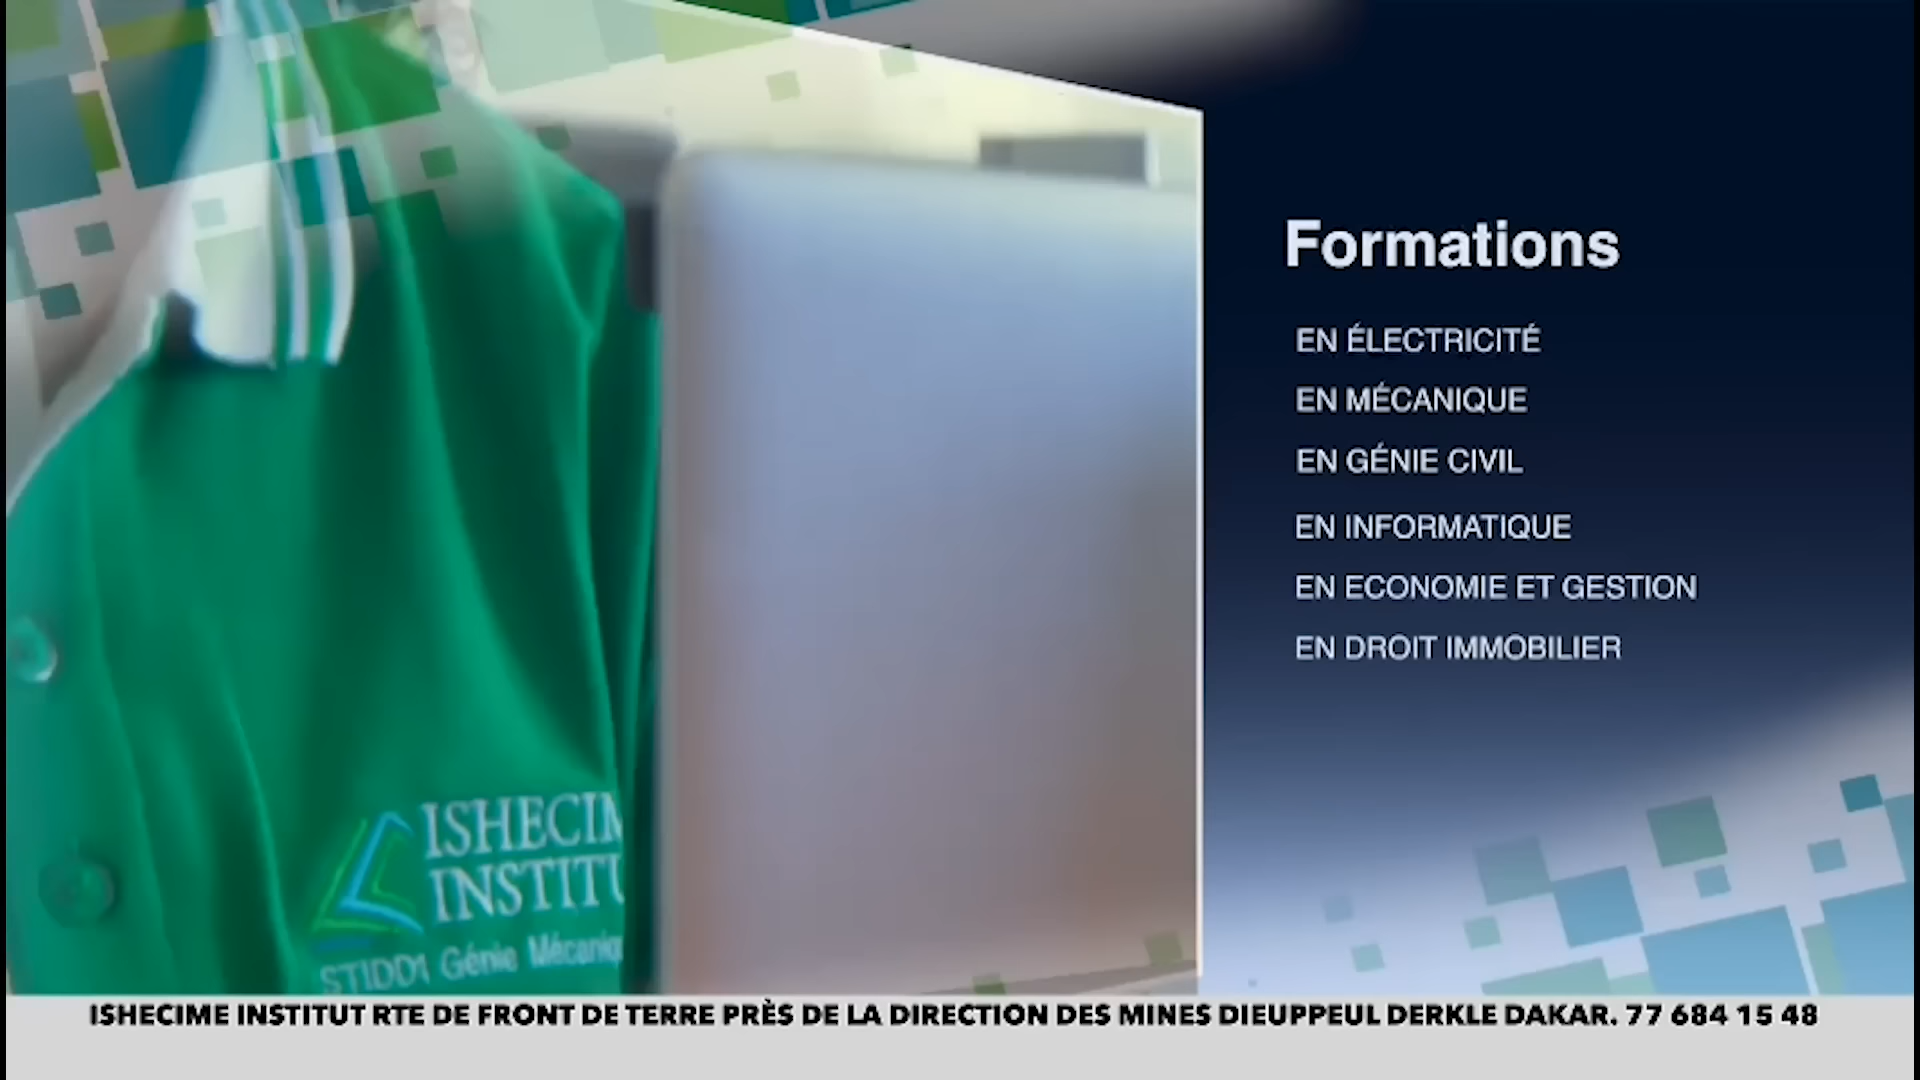 Formations
EN ÉLECTRICITÉ
EN MÉCANIQUE
EN GÉNIE CIVIL
EN INFORMATIQUE
EN ECONOMIE ET GESTION
EN DROIT IMMOBILIER
ISHECIM
INSTITU
STIDD1 Génie Mécaniq
ISHECIME INSTITUT RTE DE FRONT DE TERRE PRÈS DE LA DIRECTION DES MINES DIEUPPEUL DERKLE DAKAR. 77 684 15 48